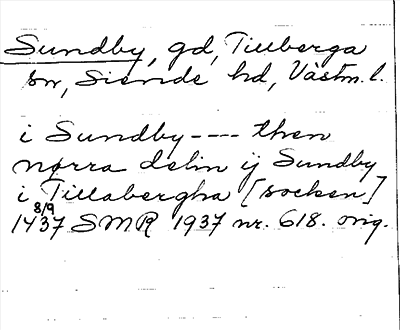 Sundby, gd, Tillberga
sn, Siende hd, Västm. l.
i Sundby ---- then
nørra delin ij Sundby
i Tillabergha [socken]
8/9
1437 SMR 1937 nr. 618. orig.